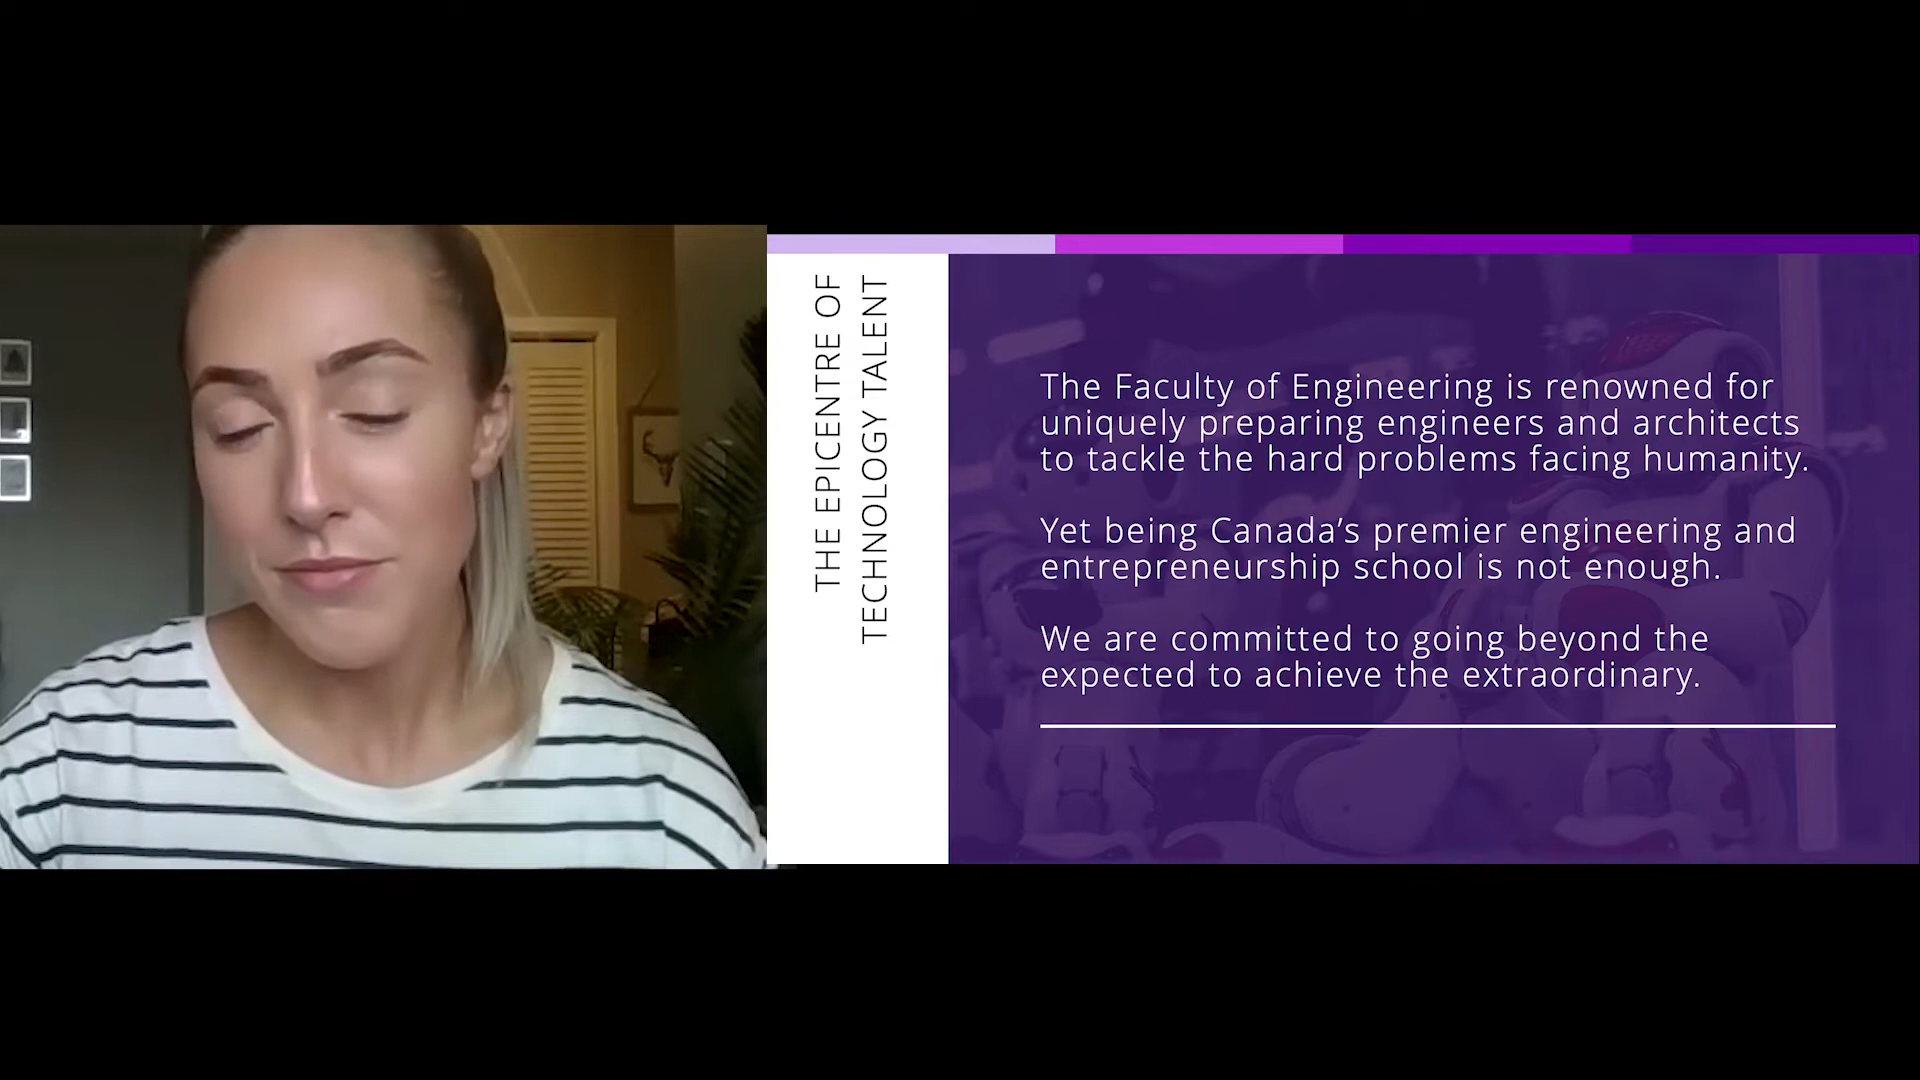 THE EPICENTRE OF
TECHNOLOGY TALENT
The Faculty of Engineering is renowned for
uniquely preparing engineers and architects
to tackle the hard problems facing humanity.
Yet being Canada’s premier engineering and
entrepreneurship school is not enough.
We are committed to going beyond the
expected to achieve the extraordinary.